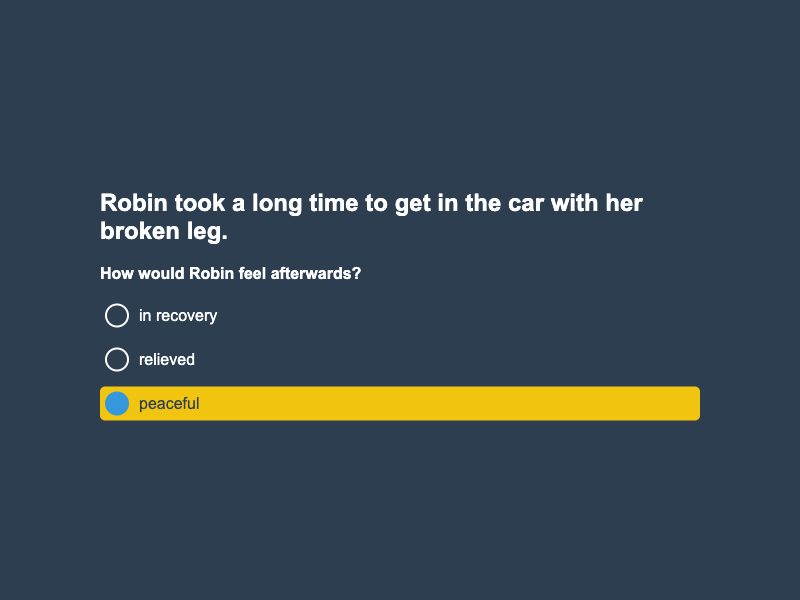 Robin took a long time to get in the car with her
broken leg.
How would Robin feel afterwards?
in recovery
relieved
peaceful